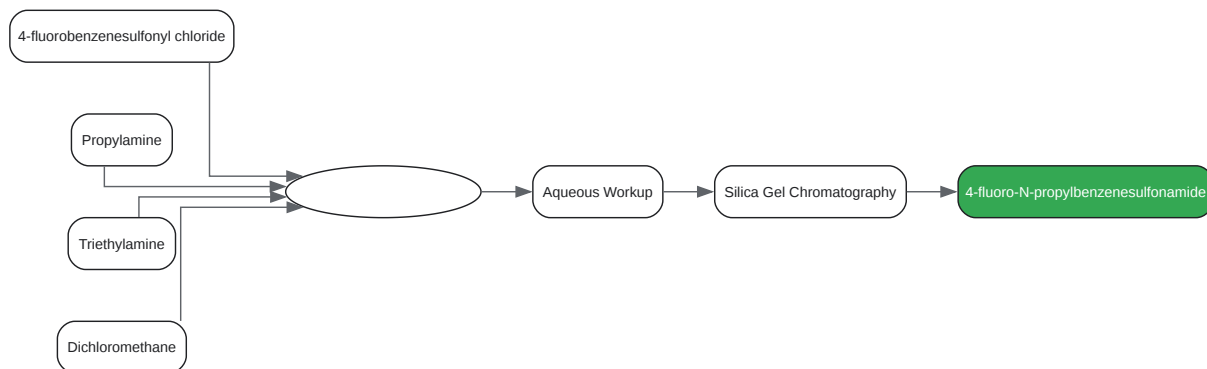 4-fluorobenzenesulfonyl chloride
Propylamine
Triethylamine
Dichloromethane
Aqueous Workup
Silica Gel Chromatography
4-fluoro-N-propylbenzenesulfonamide